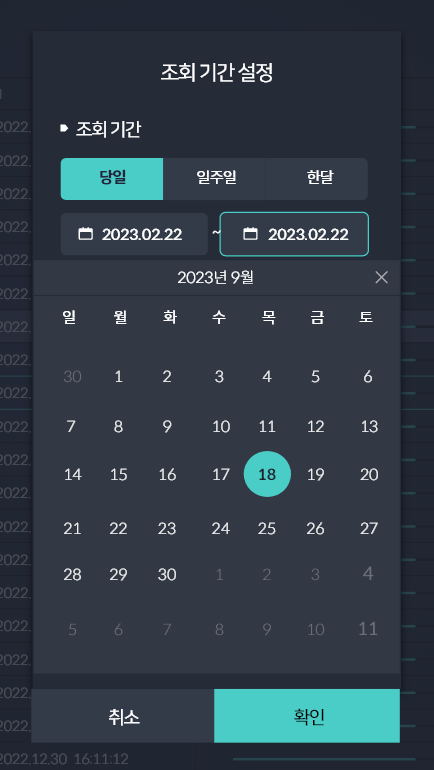 조회 기간 설정
조회 기간
당일 일주일 한달
2023.02.22 ~ 2023.02.22
2023년 9월
일 월 화 수 목 금 토
30 1 2 3 4 5 6
7 8 9 10 11 12 13
14 15 16 17 18 19 20
21 22 23 24 25 26 27
28 29 30 1 2 3 4
5 6 7 8 9 10 11
취소 확인
2022.12.30 16:11:12